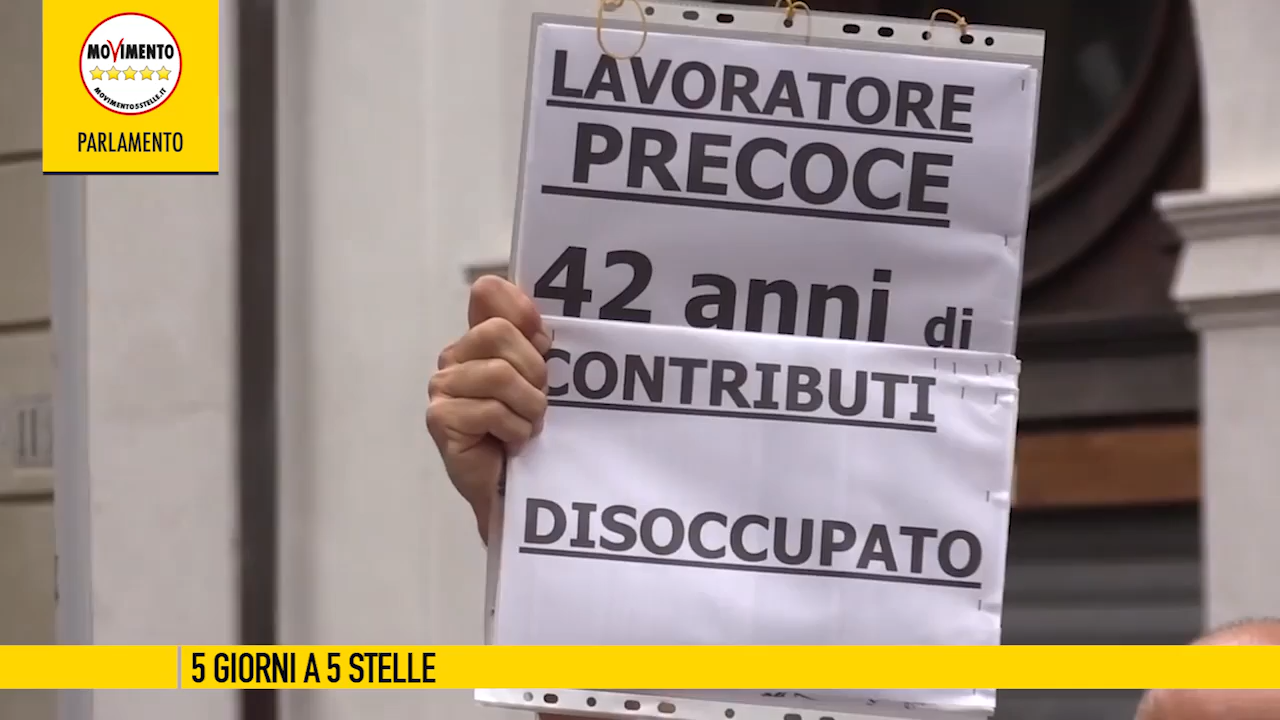 MOVIMENTO
MOVIMENTO5STELLE.IT
PARLAMENTO
LAVORATORE
PRECOCE
42 anni di
CONTRIBUTI
DISOCCUPATO
5 GIORNI A 5 STELLE